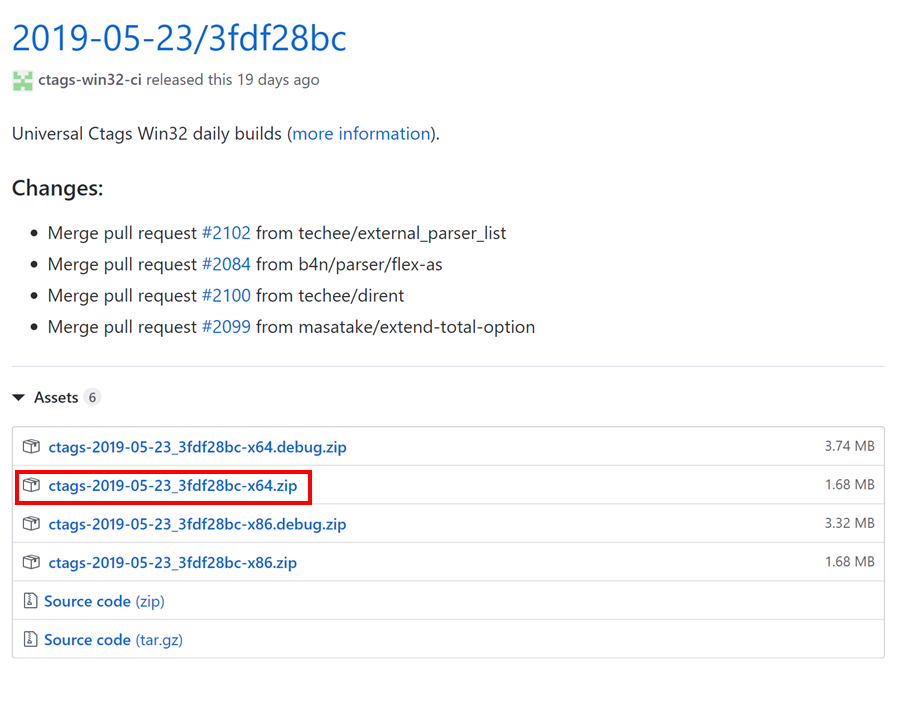 2019-05-23/3fdf28bc
ctags-win32-ci released this 19 days ago
Universal Ctags Win32 daily builds (more information).
Changes:
Merge pull request #2102 from techee/external_parser_list
Merge pull request #2084 from b4n/parser/flex-as
Merge pull request #2100 from techee/dirent
Merge pull request #2099 from masatake/extend-total-option
Assets 6
ctags-2019-05-23_3fdf28bc-x64.debug.zip 3.74 MB
ctags-2019-05-23_3fdf28bc-x64.zip 1.68 MB
ctags-2019-05-23_3fdf28bc-x86.debug.zip 3.32 MB
ctags-2019-05-23_3fdf28bc-x86.zip 1.68 MB
Source code (zip)
Source code (tar.gz)